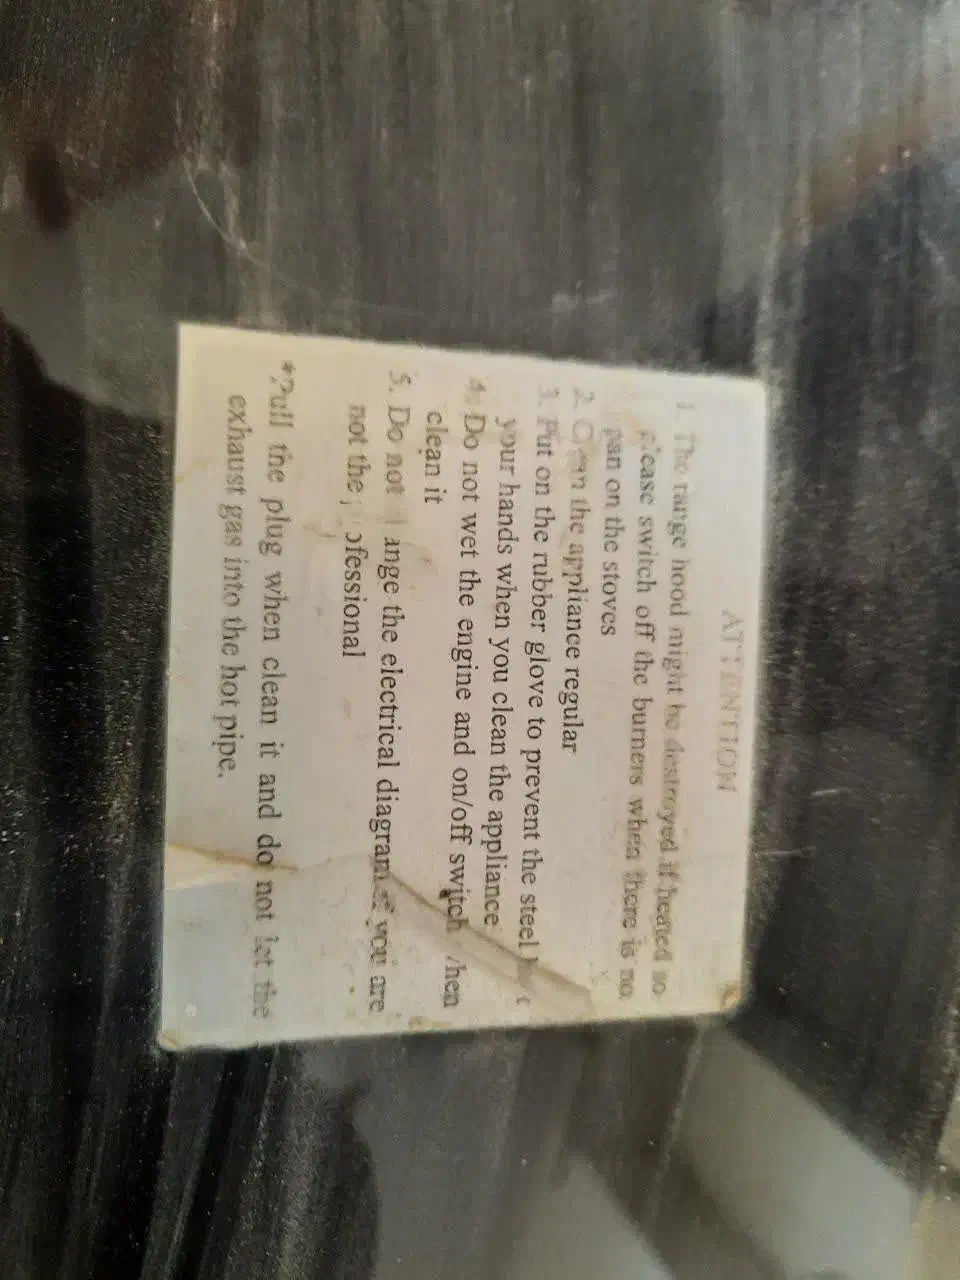 ATTENTION
1. The range hood might be destroyed if heated so
please switch off the burners when there is no
pan on the stoves
2. Clean the appliance regular
3. Put on the rubber glove to prevent the steel
your hands when you clean the appliance
4. Do not wet the engine and on/off switch when
clean it
5. Do not change the electrical diagram if you are
not the professional
*Pull the plug when clean it and do not let the
exhaust gas into the hot pipe.